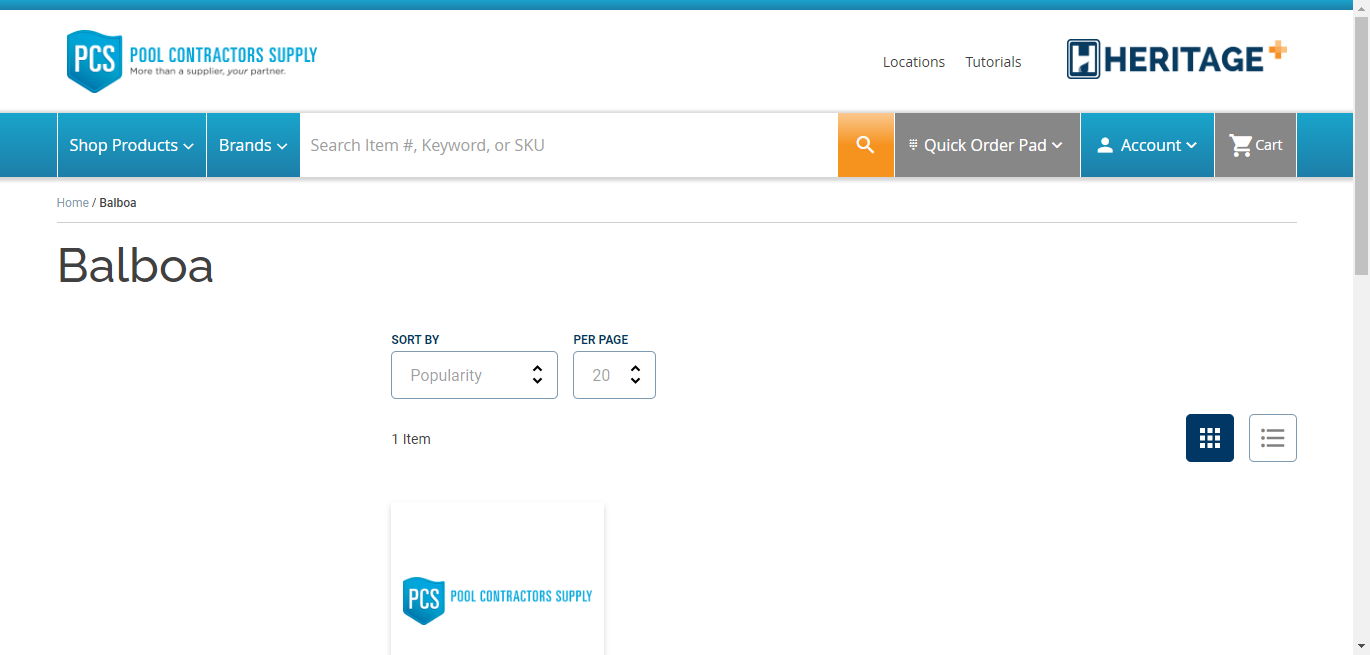 PCS POOL CONTRACTORS SUPPLY
More than a supplier, your partner.
Locations Tutorials
HERITAGE
Shop Products Brands Search Item #, Keyword, or SKU Quick Order Pad Account Cart
Home / Balboa
Balboa
SORT BY PER PAGE
Popularity 20
1 Item
PCS POOL CONTRACTORS SUPPLY